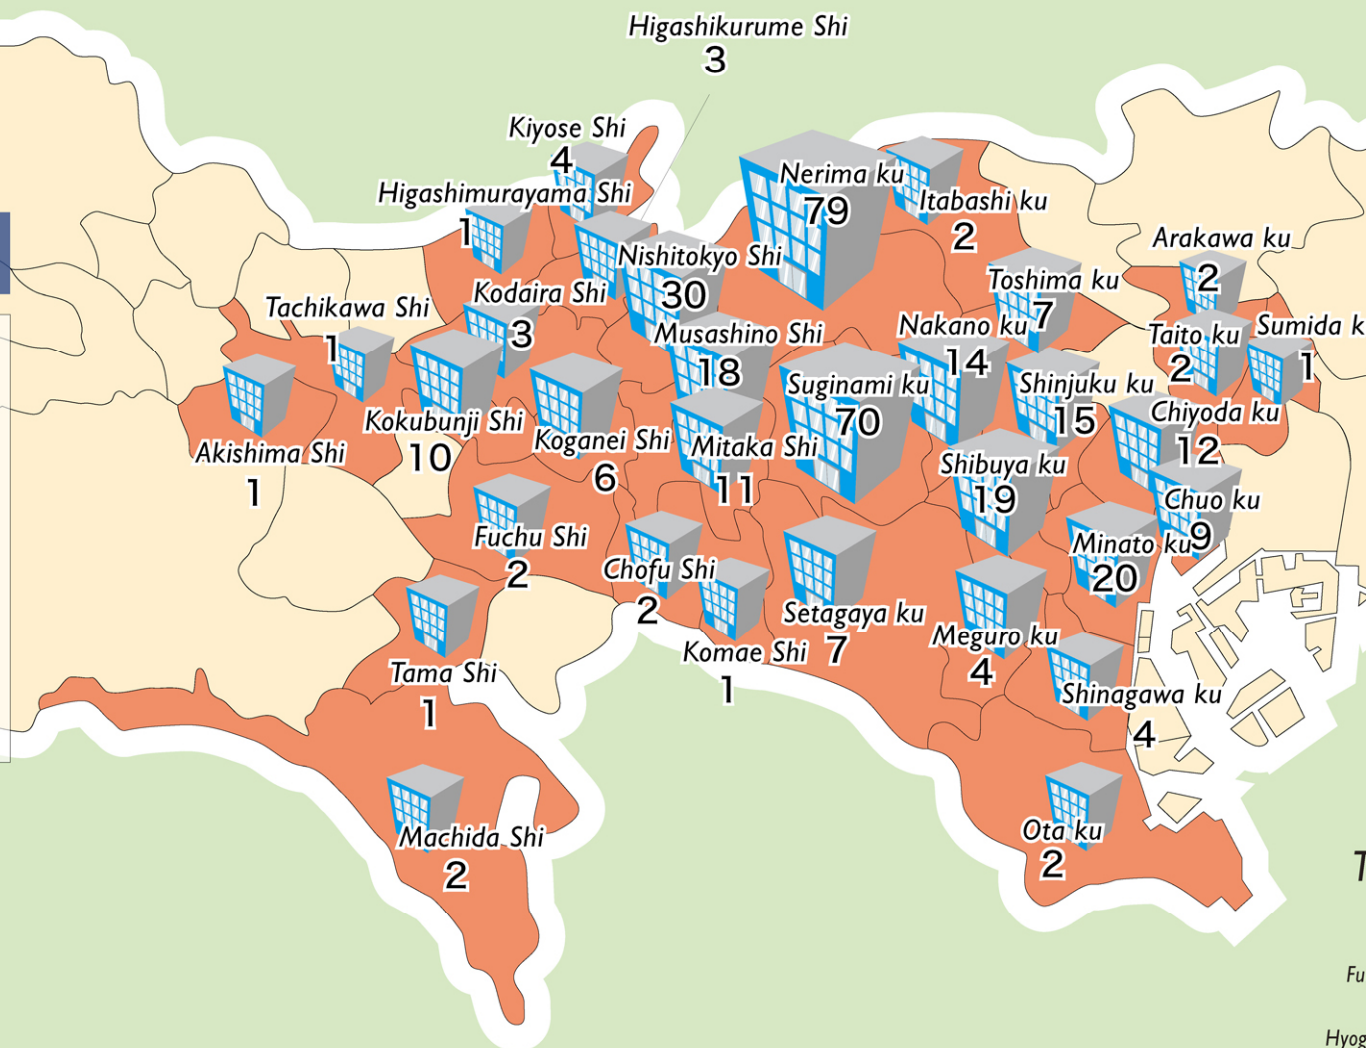 Higashikurume Shi
3
Kiyose Shi
4
Higashimurayama Shi
1
Nerima ku
79
Itabashi ku
2
Nishitokyo Shi
30
Arakawa ku
2
Toshima ku
7
Kodaira Shi
3
Tachikawa Shi
1
Musashino Shi
18
Nakano ku
14
Taito ku
2
Sumida k
1
Suginami ku
70
Shinjuku ku
15
Chiyoda ku
12
Kokubunji Shi
10
Koganei Shi
6
Mitaka Shi
11
Akishima Shi
1
Shibuya ku
19
Chuo ku
9
Fuchu Shi
2
Minato ku
20
Chofu Shi
2
Setagaya ku
7
Meguro ku
4
Komae Shi
1
Tama Shi
1
Shinagawa ku
4
Machida Shi
2
Ota ku
2
T
Fu
Hyog